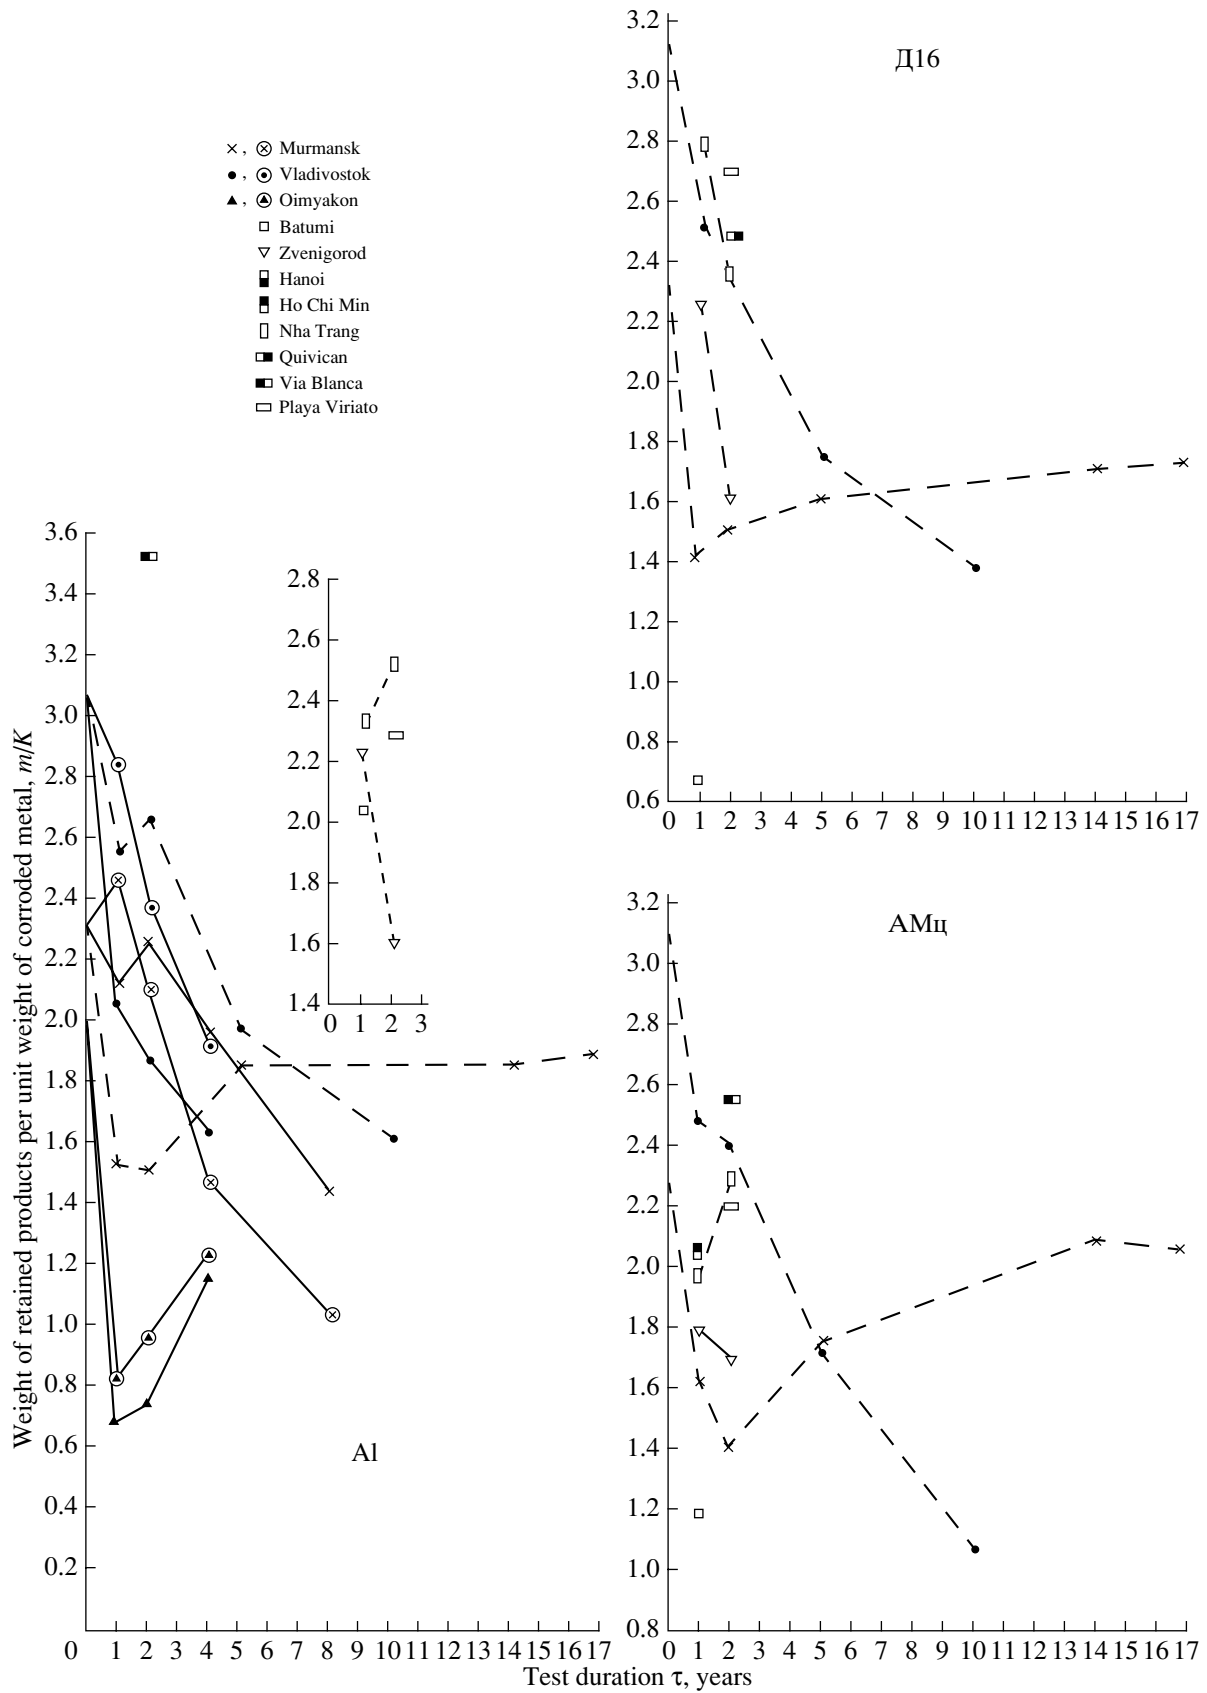 ×, ⊗ Murmansk
●, ⊙ Vladivostok
▲, Oimyakon
Batumi
Zvenigorod
Hanoi
Ho Chi Min
Nha Trang
Quivican
Via Blanca
Playa Viriato
Д16
3.2
3.0
2.8
2.6
2.4
2.2
2.0
1.8
1.6
1.4
1.2
1.0
0.8
0.6
0 1 2 3 4 5 6 7 8 9 10 11 12 13 14 15 16 17
Weight of retained products per unit weight of corroded metal, m/K
3.6
3.4
3.2
3.0
2.8
2.6
2.4
2.2
2.0
1.8
1.6
1.4
1.2
1.0
0.8
0.6
0.4
0.2
0 1 2 3 4 5 6 7 8 9 10 11 12 13 14 15 16 17
Al
2.8
2.6
2.4
2.2
2.0
1.8
1.6
1.4
0 1 2 3
АМц
3.2
3.0
2.8
2.6
2.4
2.2
2.0
1.8
1.6
1.4
1.2
1.0
0.8
0 1 2 3 4 5 6 7 8 9 10 11 12 13 14 15 16 17
Test duration τ, years